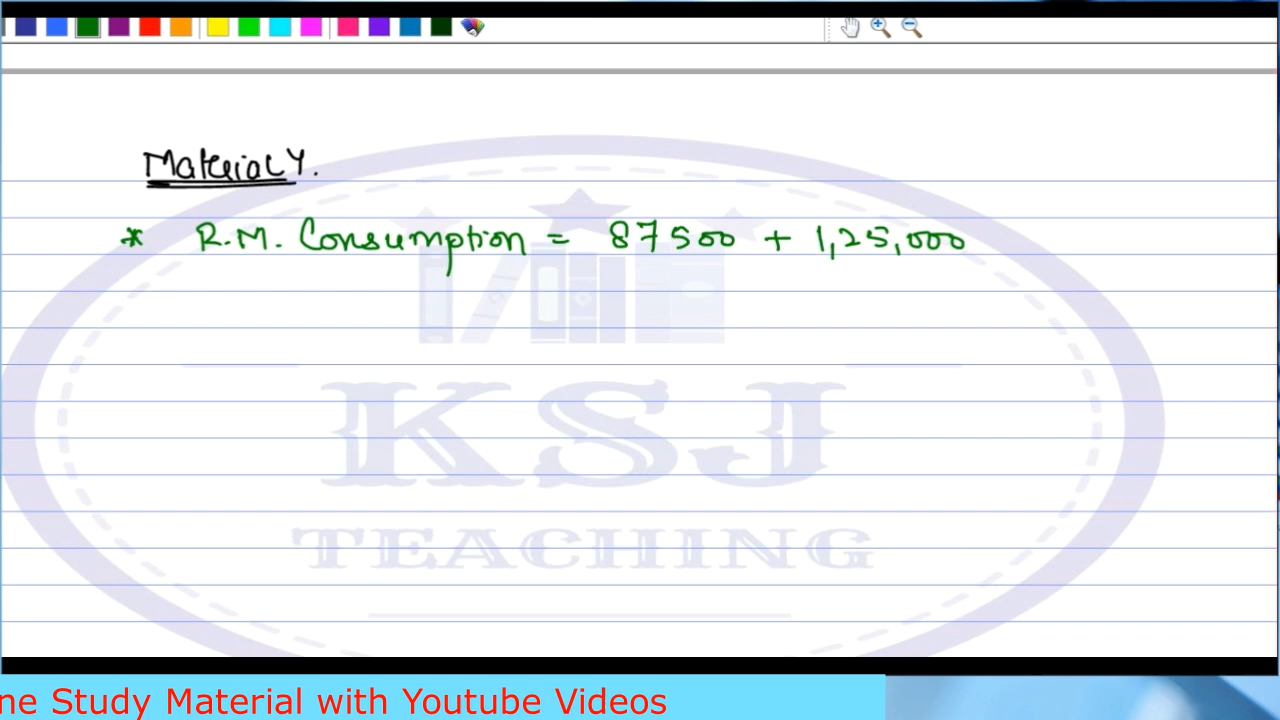 Material Y.
* R.M. Consumption = 87500 + 1,25,000
KSJ
TEACHING
ne Study Material with Youtube Videos